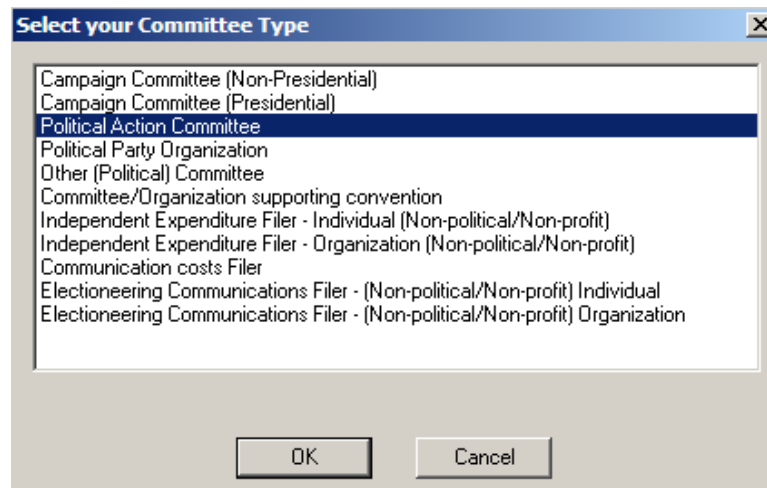 Select your Committee Type
Campaign Committee (Non-Presidential)
Campaign Committee (Presidential)
Political Action Committee
Political Party Organization
Other (Political) Committee
Committee/Organization supporting convention
Independent Expenditure Filer - Individual (Non-political/Non-profit)
Independent Expenditure Filer - Organization (Non-political/Non-profit)
Communication costs Filer
Electioneering Communications Filer - (Non-political/Non-profit) Individual
Electioneering Communications Filer - (Non-political/Non-profit) Organization
OK Cancel